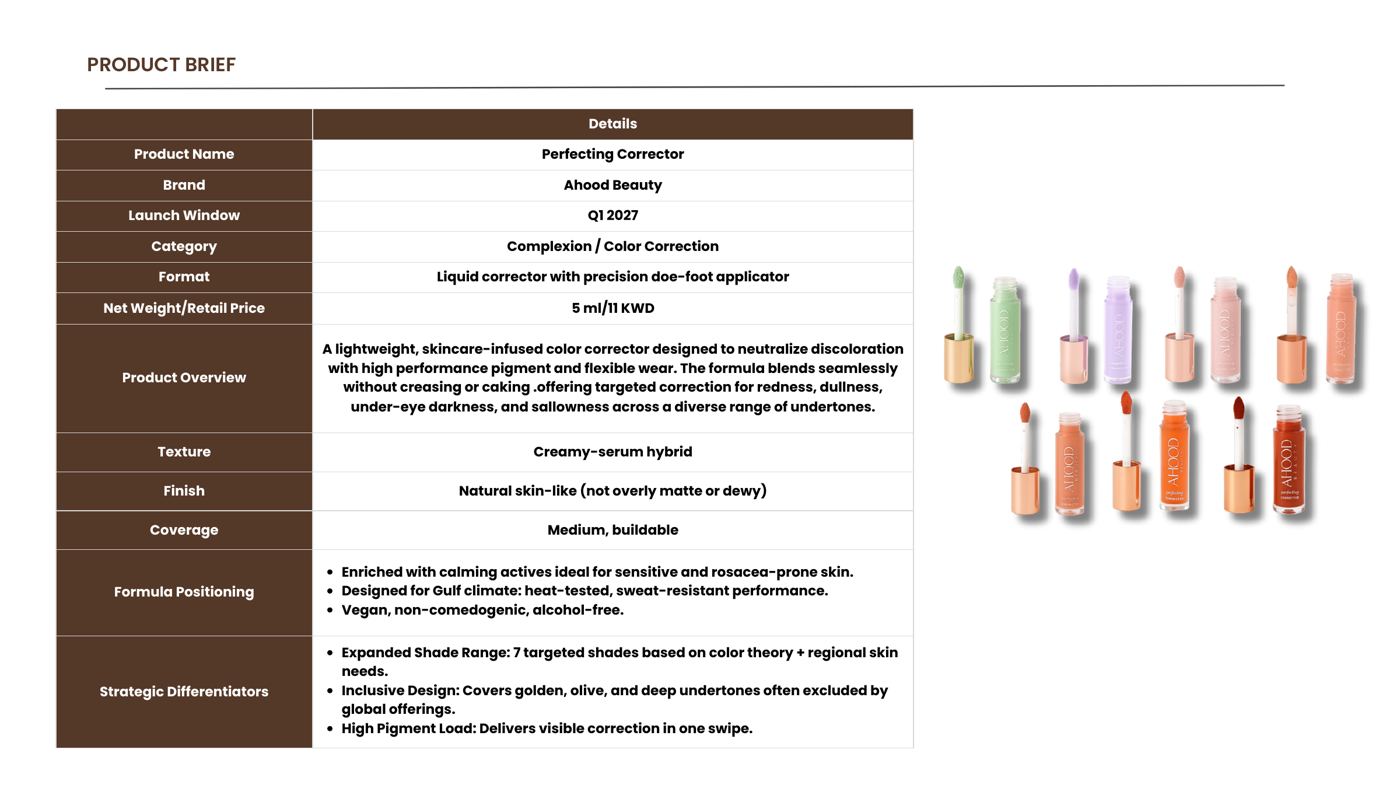 PRODUCT BRIEF
Details
Product Name
Perfecting Corrector
Brand
Ahood Beauty
Launch Window
Q1 2027
Category
Complexion / Color Correction
Format
Liquid corrector with precision doe-foot applicator
Net Weight/Retail Price
5 ml/11 KWD
Product Overview
A lightweight, skincare-infused color corrector designed to neutralize discoloration
with high performance pigment and flexible wear. The formula blends seamlessly
without creasing or caking .offering targeted correction for redness, dullness,
under-eye darkness, and sallowness across a diverse range of undertones.
Texture
Creamy-serum hybrid
Finish
Natural skin-like (not overly matte or dewy)
Coverage
Medium, buildable
Formula Positioning
• Enriched with calming actives ideal for sensitive and rosacea-prone skin.
• Designed for Gulf climate: heat-tested, sweat-resistant performance.
• Vegan, non-comedogenic, alcohol-free.
Strategic Differentiators
• Expanded Shade Range: 7 targeted shades based on color theory + regional skin
needs.
• Inclusive Design: Covers golden, olive, and deep undertones often excluded by
global offerings.
• High Pigment Load: Delivers visible correction in one swipe.
AHOOD
AHOOD
AHOOD
AHOOD
AHOOD
AHOOD
AHOOD